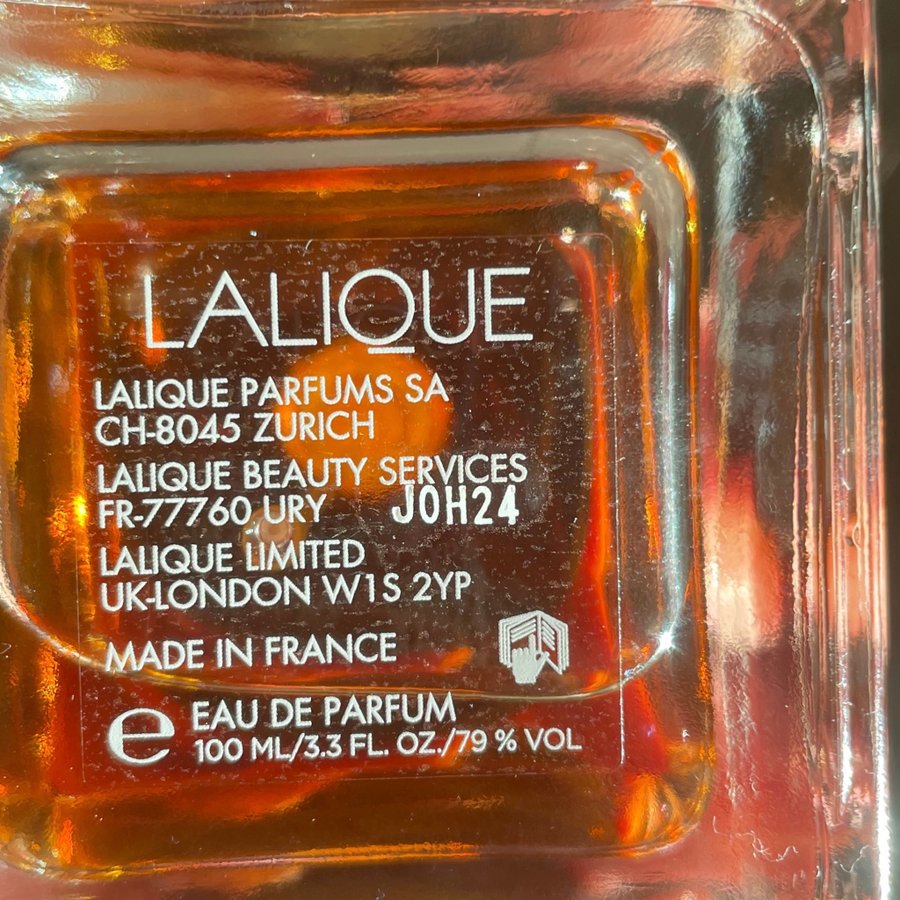 LALIQUE
LALIQUE PARFUMS SA
CH-8045 ZURICH
LALIQUE BEAUTY SERVICES
FR-77760 URY J0H24
LALIQUE LIMITED
UK-LONDON W1S 2YP
MADE IN FRANCE
e EAU DE PARFUM
100 ML/3.3 FL. OZ./79 % VOL